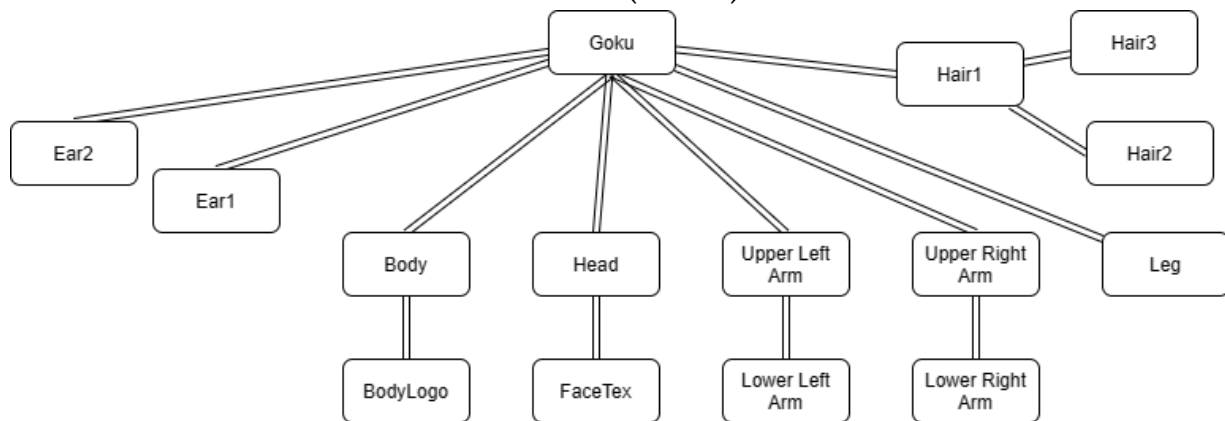 Goku
Hair3
Hair1
Ear2
Hair2
Ear1
Body
Head
Upper Left
Arm
Upper Right
Arm
Leg
BodyLogo
FaceTex
Lower Left
Arm
Lower Right
Arm